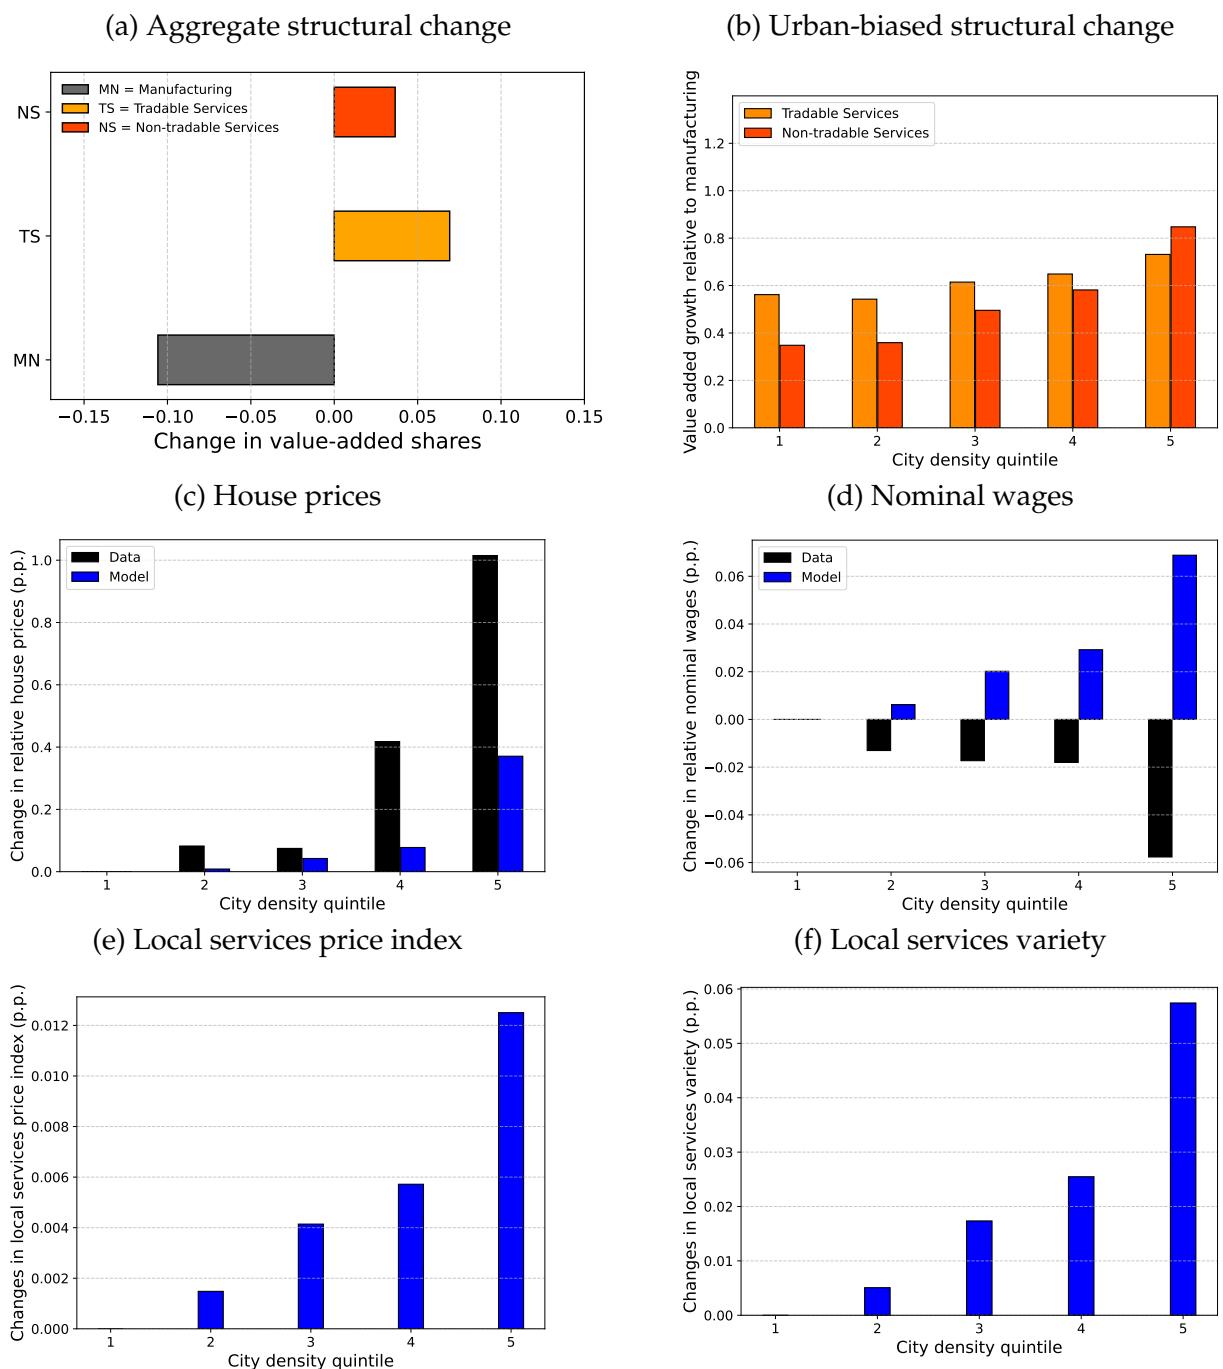 (a) Aggregate structural change
MN = Manufacturing
TS = Tradable Services
NS = Non-tradable Services
NS
TS
MN
−0.15 −0.10 −0.05 0.00 0.05 0.10 0.15
Change in value-added shares
(b) Urban-biased structural change
Value added growth relative to manufacturing
Tradable Services
Non-tradable Services
1.2
1.0
0.8
0.6
0.4
0.2
0.0
1 2 3 4 5
City density quintile
(c) House prices
Change in relative house prices (p.p.)
Data
Model
1.0
0.8
0.6
0.4
0.2
0.0
1 2 3 4 5
City density quintile
(d) Nominal wages
Change in relative nominal wages (p.p.)
Data
Model
0.06
0.04
0.02
0.00
−0.02
−0.04
−0.06
1 2 3 4 5
City density quintile
(e) Local services price index
Changes in local services price index (p.p.)
0.012
0.010
0.008
0.006
0.004
0.002
0.000
1 2 3 4 5
City density quintile
(f) Local services variety
Changes in local services variety (p.p.)
0.06
0.05
0.04
0.03
0.02
0.01
0.00
1 2 3 4 5
City density quintile